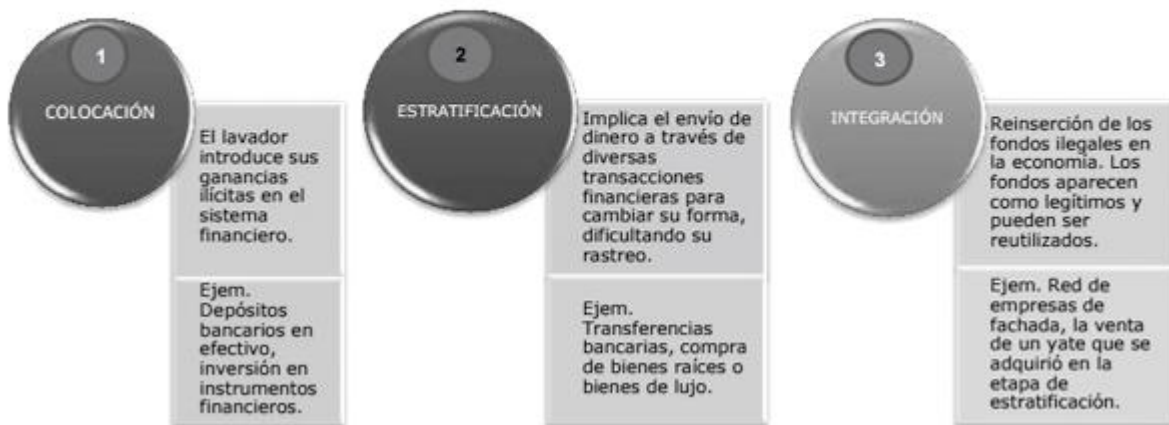 1
COLOCACIÓN
El lavador
introduce sus
ganancias
ilícitas en el
sistema
financiero.
Ejem.
Depósitos
bancarios en
efectivo,
inversión en
instrumentos
financieros.
2
ESTRATIFICACIÓN
Implica el envío de
dinero a través de
diversas
transacciones
financieras para
cambiar su forma,
dificultando su
rastreo.
Ejem.
Transferencias
bancarias, compra
de bienes raíces o
bienes de lujo.
3
INTEGRACIÓN
Reinserción de los
fondos ilegales en
la economía. Los
fondos aparecen
como legítimos y
pueden ser
reutilizados.
Ejem. Red de
empresas de
fachada, la venta
de un yate que se
adquirió en la
etapa de
estratificación.